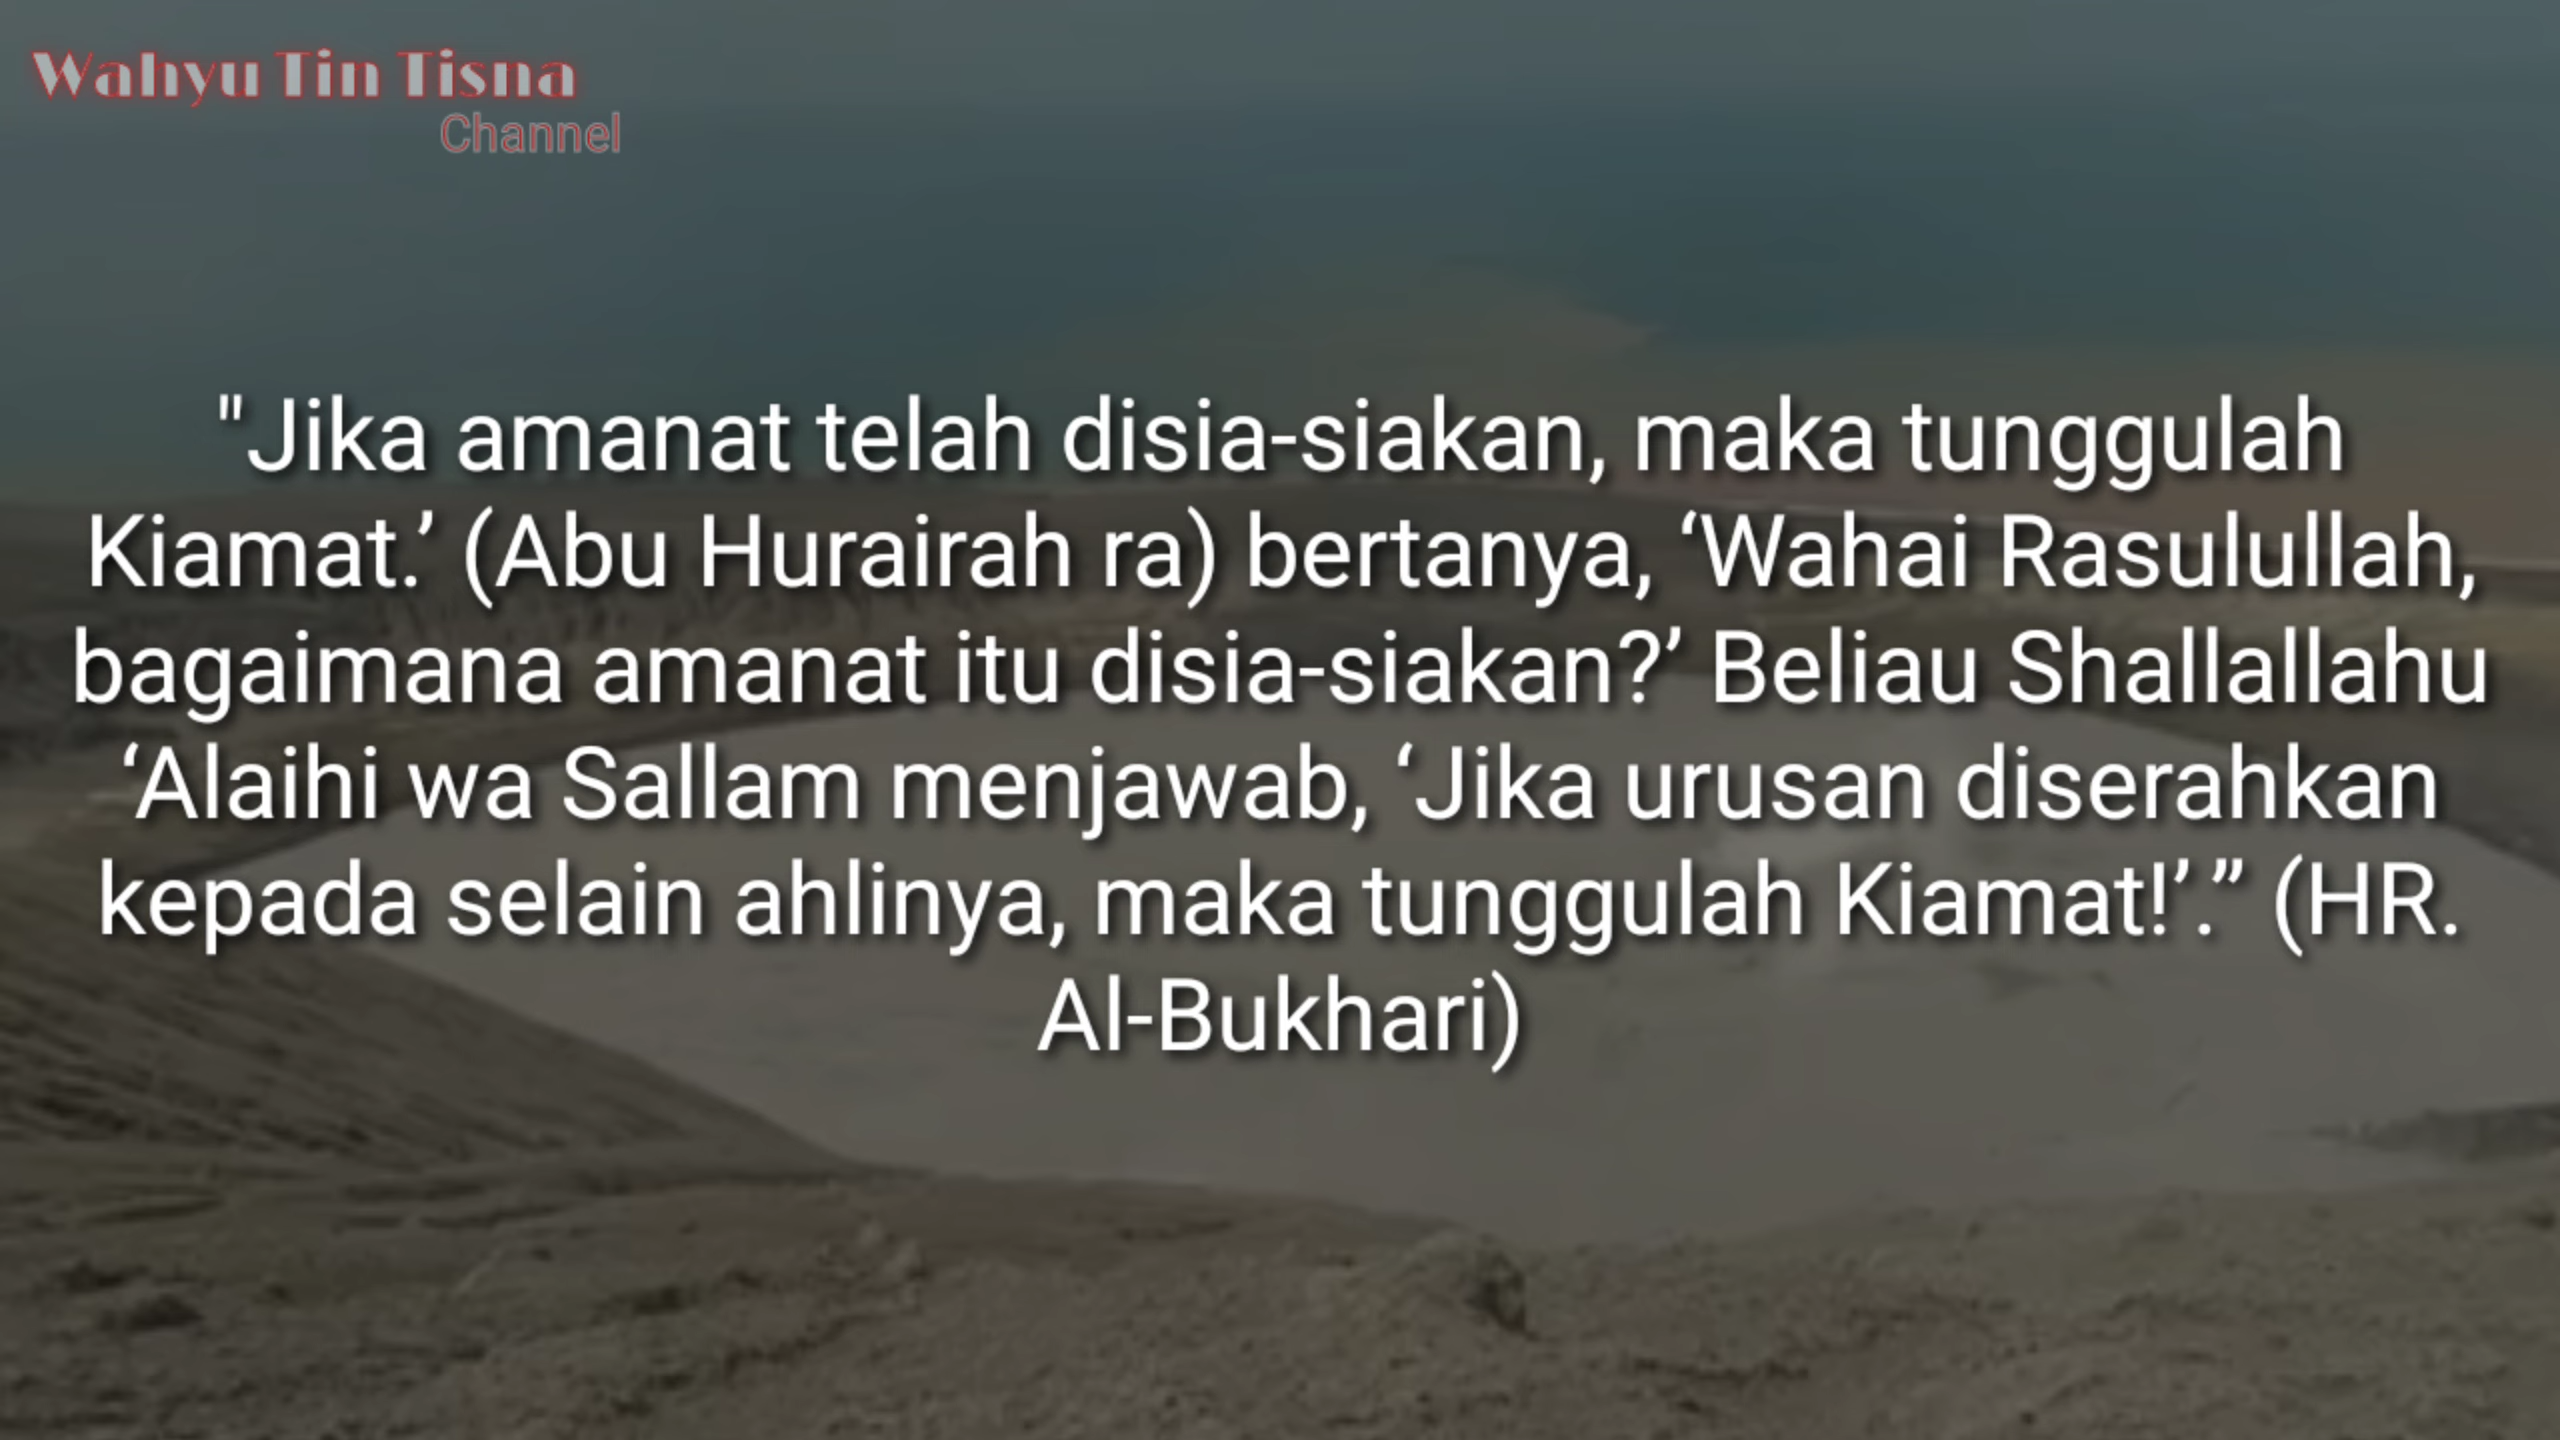 Wahyu Tin Tisna
Channel
"Jika amanat telah disia-siakan, maka tunggulah
Kiamat.’ (Abu Hurairah ra) bertanya, ‘Wahai Rasulullah,
bagaimana amanat itu disia-siakan?’ Beliau Shallallahu
‘Alaihi wa Sallam menjawab, ‘Jika urusan diserahkan
kepada selain ahlinya, maka tunggulah Kiamat!’.” (HR.
Al-Bukhari)